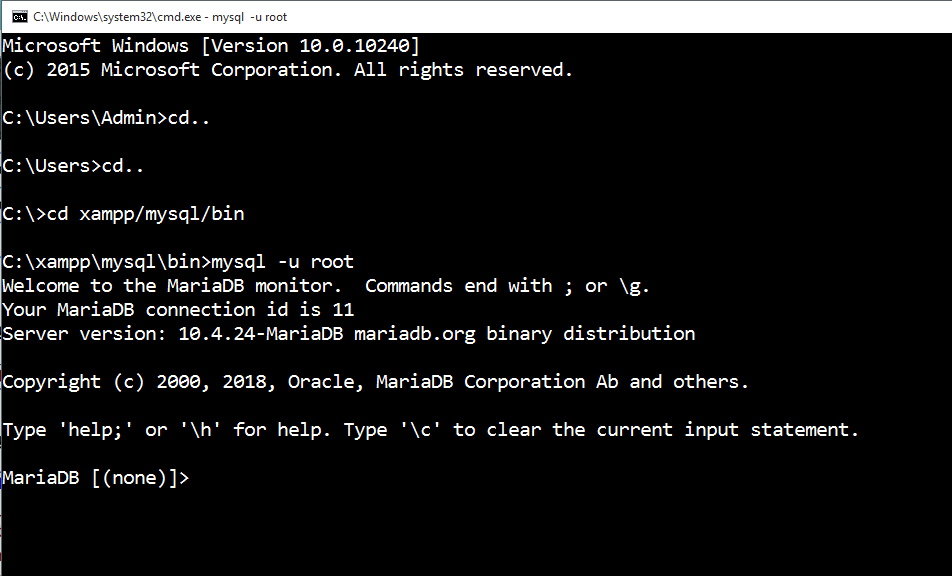 C:\Windows\system32\cmd.exe - mysql  -u root
Microsoft Windows [Version 10.0.10240]
(c) 2015 Microsoft Corporation. All rights reserved.
C:\Users\Admin>cd..
C:\Users>cd..
C:\>cd xampp/mysql/bin
C:\xampp\mysql\bin>mysql -u root
Welcome to the MariaDB monitor.  Commands end with ; or \g.
Your MariaDB connection id is 11
Server version: 10.4.24-MariaDB mariadb.org binary distribution
Copyright (c) 2000, 2018, Oracle, MariaDB Corporation Ab and others.
Type 'help;' or '\h' for help. Type '\c' to clear the current input statement.
MariaDB [(none)]>